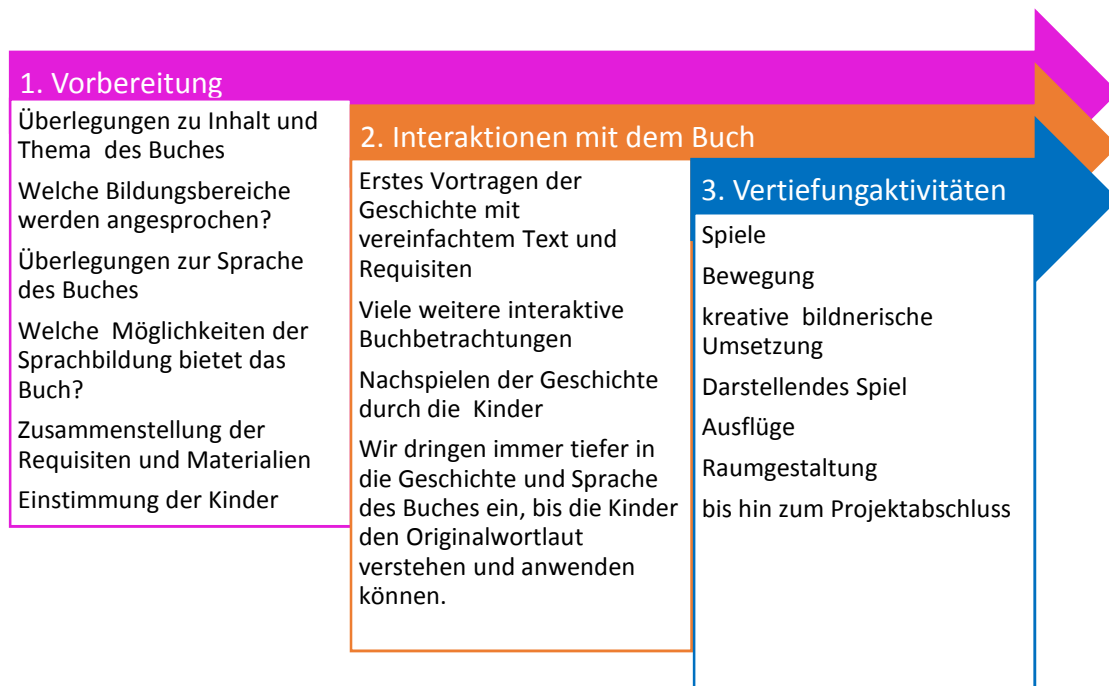 1. Vorbereitung
Überlegungen zu Inhalt und
Thema des Buches
Welche Bildungsbereiche
werden angesprochen?
Überlegungen zur Sprache
des Buches
Welche Möglichkeiten der
Sprachbildung bietet das
Buch?
Zusammenstellung der
Requisiten und Materialien
Einstimmung der Kinder
2. Interaktionen mit dem Buch
Erstes Vortragen der
Geschichte mit
vereinfachtem Text und
Requisiten
Viele weitere interaktive
Buchbetrachtungen
Nachspielen der Geschichte
durch die Kinder
Wir dringen immer tiefer in
die Geschichte und Sprache
des Buches ein, bis die Kinder
den Originalwortlaut
verstehen und anwenden
können.
3. Vertiefungaktivitäten
Spiele
Bewegung
kreative bildnerische
Umsetzung
Darstellendes Spiel
Ausflüge
Raumgestaltung
bis hin zum Projektabschluss